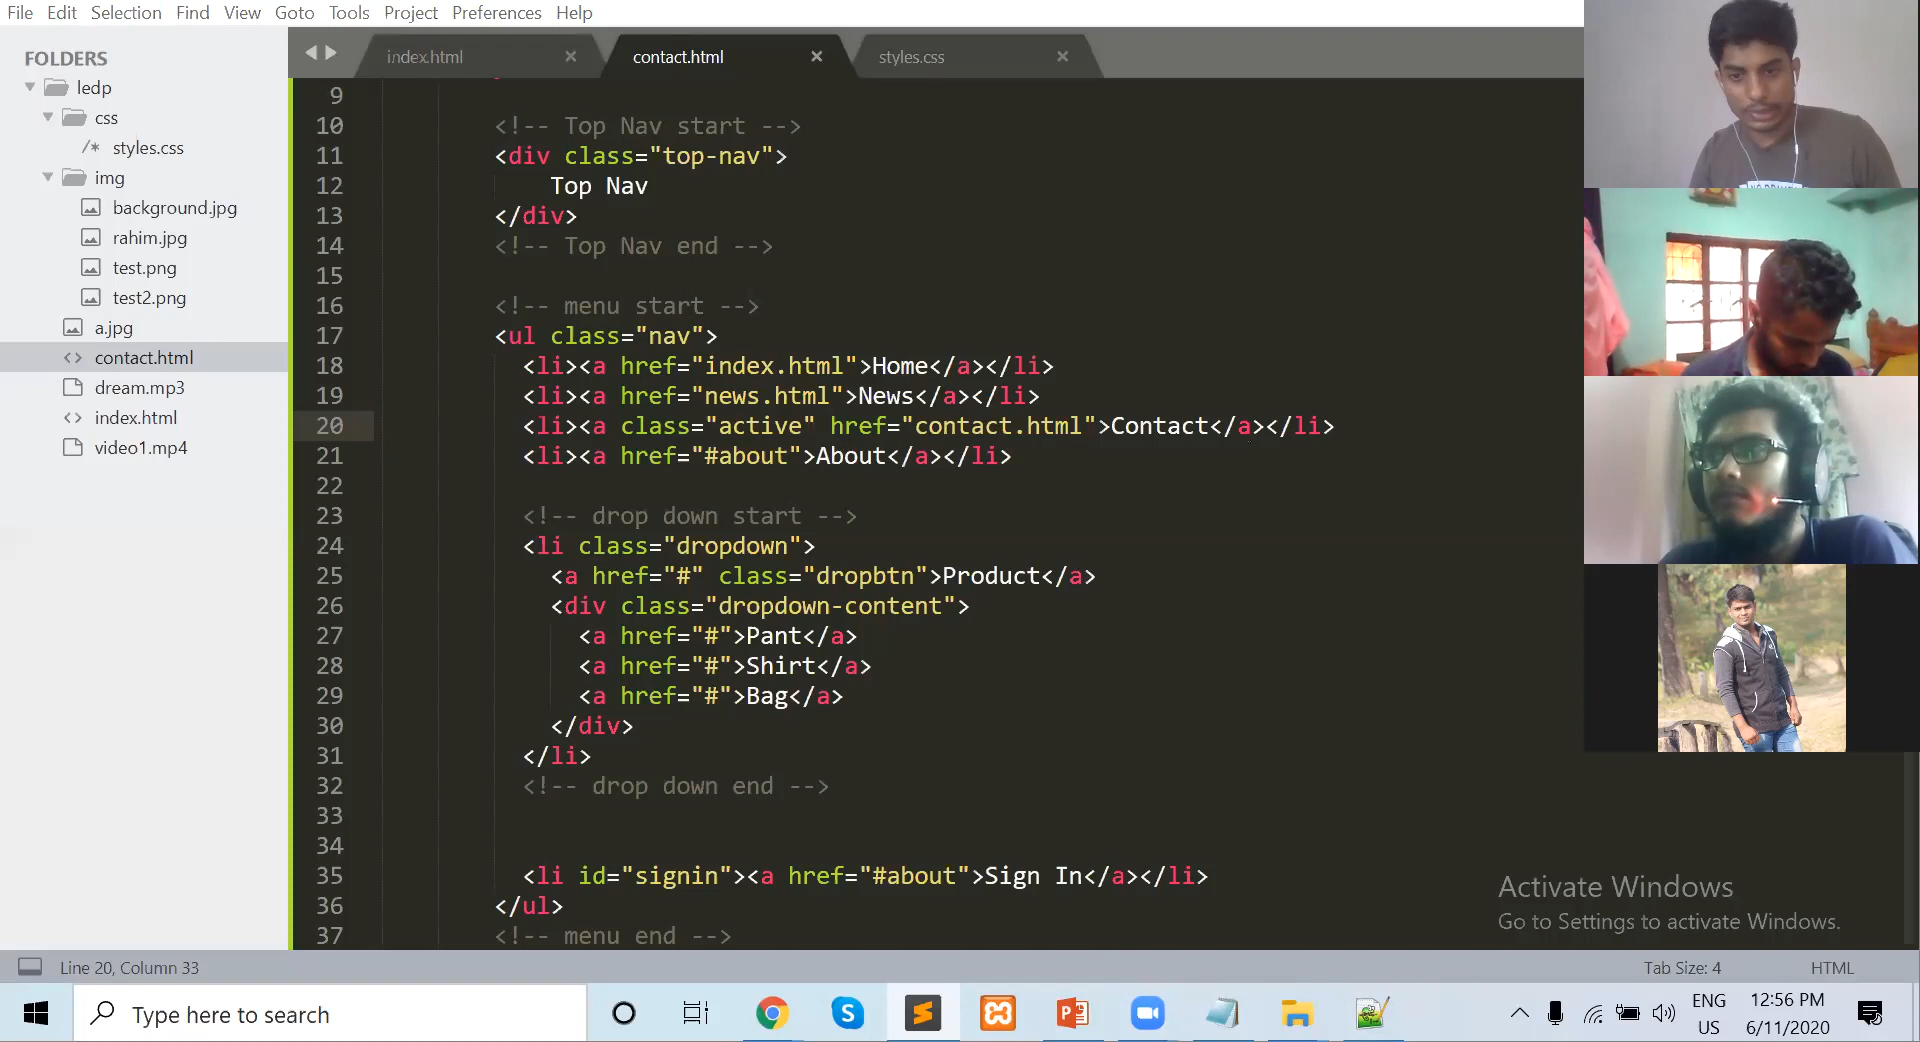 File Edit Selection Find View Goto Tools Project Preferences Help
FOLDERS
ledp
css
/* styles.css
img
background.jpg
rahim.jpg
test.png
test2.png
a.jpg
<> contact.html
dream.mp3
<> index.html
video1.mp4
index.html × contact.html × styles.css ×
9
10 <!-- Top Nav start -->
11 <div class="top-nav">
12 Top Nav
13 </div>
14 <!-- Top Nav end -->
15
16 <!-- menu start -->
17 <ul class="nav">
18 <li><a href="index.html">Home</a></li>
19 <li><a href="news.html">News</a></li>
20 <li><a class="active" href="contact.html">Contact</a></li>
21 <li><a href="#about">About</a></li>
22
23 <!-- drop down start -->
24 <li class="dropdown">
25 <a href="#" class="dropbtn">Product</a>
26 <div class="dropdown-content">
27 <a href="#">Pant</a>
28 <a href="#">Shirt</a>
29 <a href="#">Bag</a>
30 </div>
31 </li>
32 <!-- drop down end -->
33
34
35 <li id="signin"><a href="#about">Sign In</a></li>
36 </ul>
37 <!-- menu end -->
Activate Windows
Go to Settings to activate Windows.
Line 20, Column 33 Tab Size: 4 HTML
Type here to search
ENG
US
12:56 PM
6/11/2020